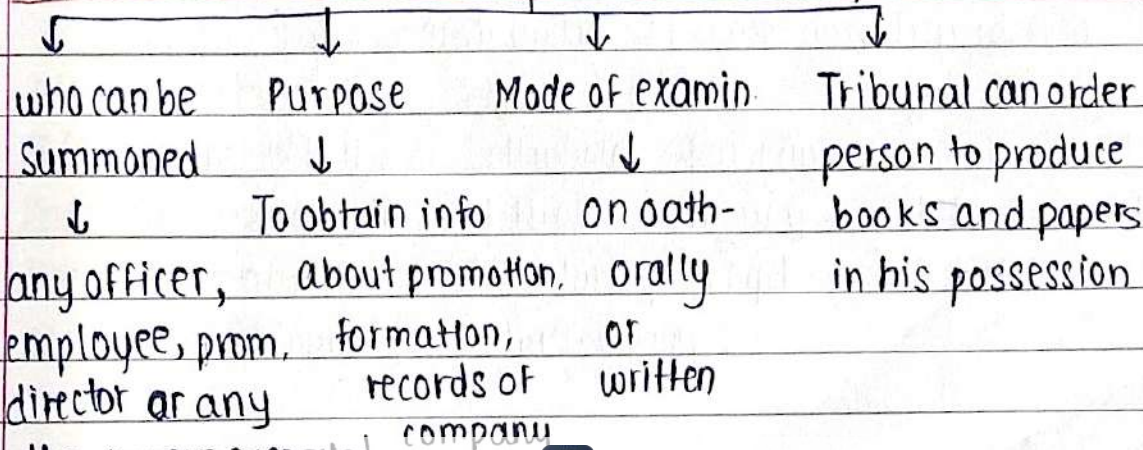 who can be
summoned
↓
any officer,
employee, prom,
director or any
Purpose
↓
To obtain info
about promotion,
formation,
records of
company
Mode of examin.
↓
on oath-
orally
or
written
Tribunal can order
person to produce
books and papers
in his possession